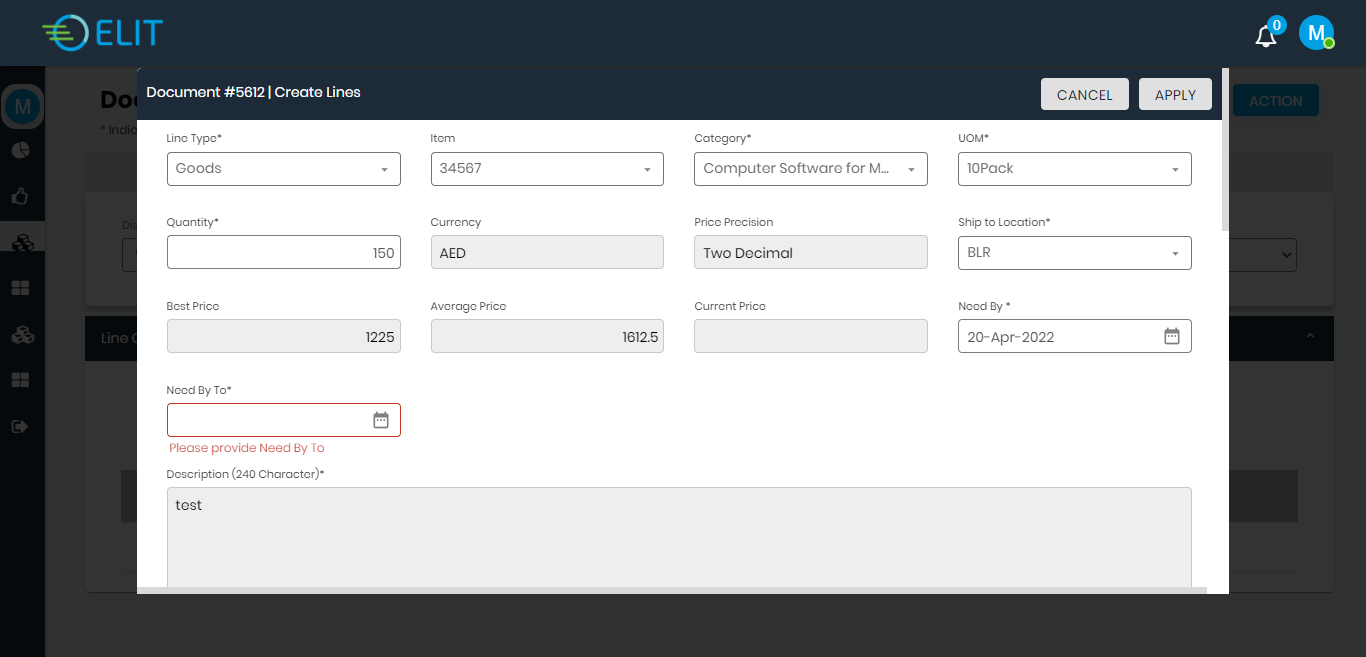 ELIT
0
M
M
Document #5612 | Create Lines
CANCEL
APPLY
ACTION
* Indic
Line Type*
Item
Category*
UOM*
Goods
34567
Computer Software for M...
10Pack
Quantity*
Currency
Price Precision
Ship to Location*
150
AED
Two Decimal
BLR
Best Price
Average Price
Current Price
Need By *
1225
1612.5
20-Apr-2022
Line
Need By To*
Please provide Need By To
Description (240 Character)*
test